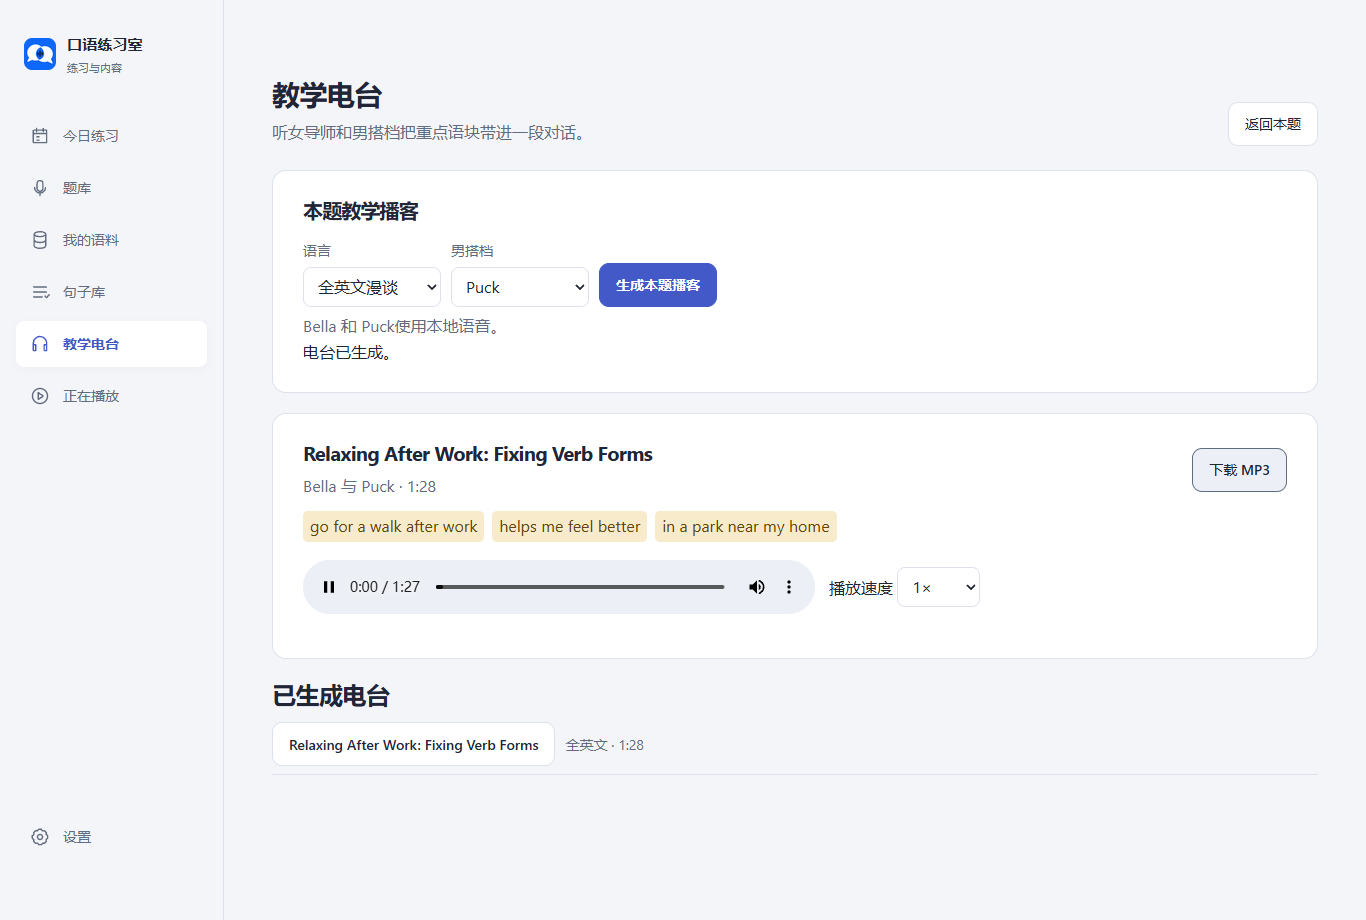 口语练习室
练习与内容
今日练习
题库
我的语料
句子库
教学电台
正在播放
设置
教学电台
听女导师和男搭档把重点语块带进一段对话。
返回本题
本题教学播客
语言
男搭档
全英文漫谈
Puck
生成本题播客
Bella 和 Puck使用本地语音。
电台已生成。
Relaxing After Work: Fixing Verb Forms
Bella 与 Puck · 1:28
下载 MP3
go for a walk after work
helps me feel better
in a park near my home
0:00 / 1:27
播放速度
1×
已生成电台
Relaxing After Work: Fixing Verb Forms
全英文 · 1:28